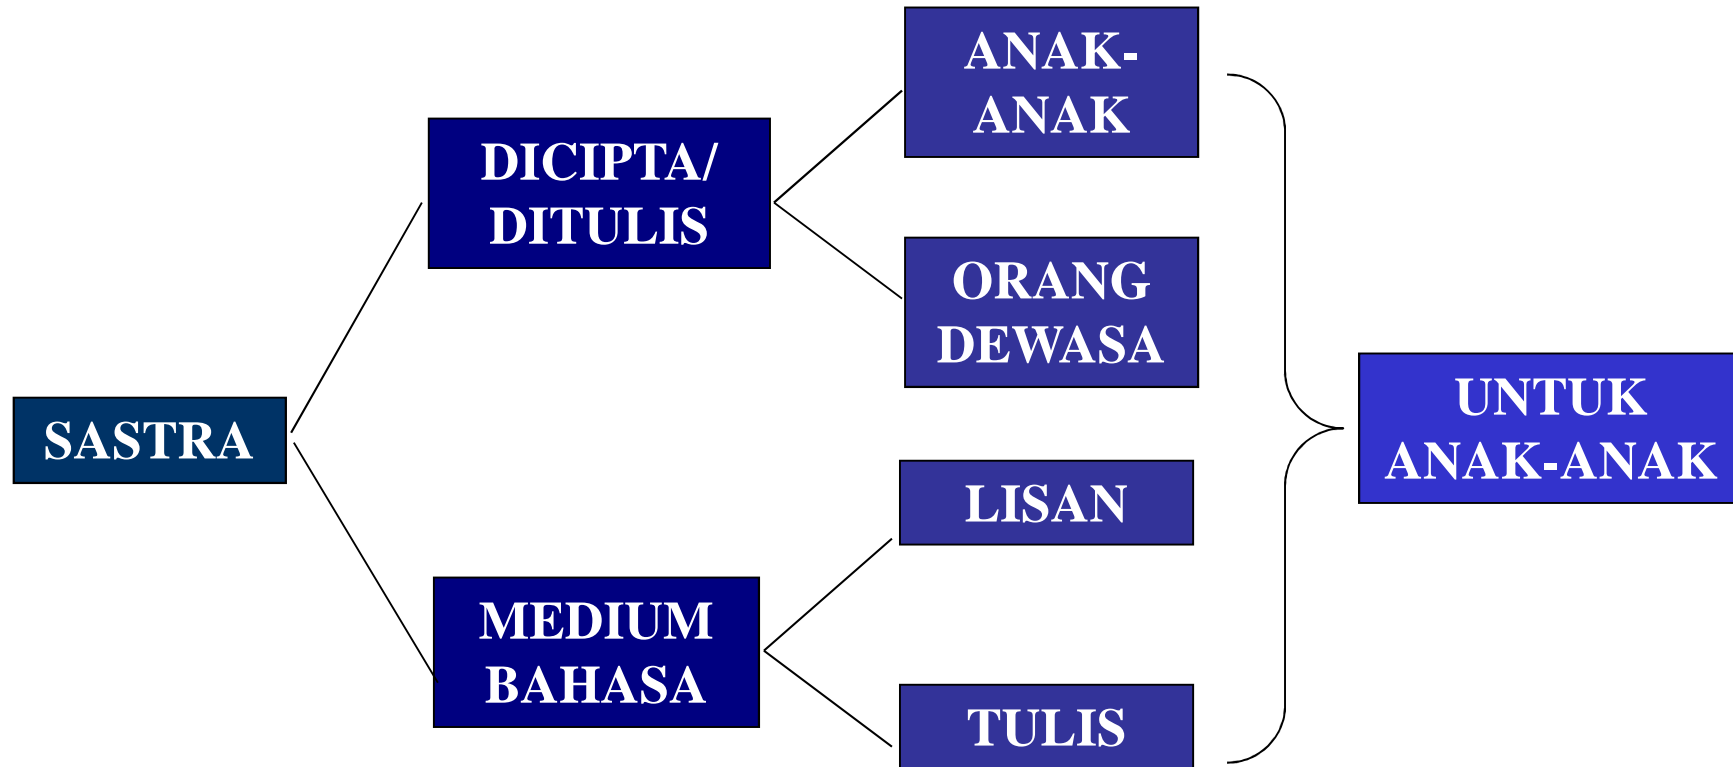 SASTRA
DICIPTA/
DITULIS
ANAK-
ANAK
ORANG
DEWASA
MEDIUM
BAHASA
LISAN
TULIS
UNTUK
ANAK-ANAK